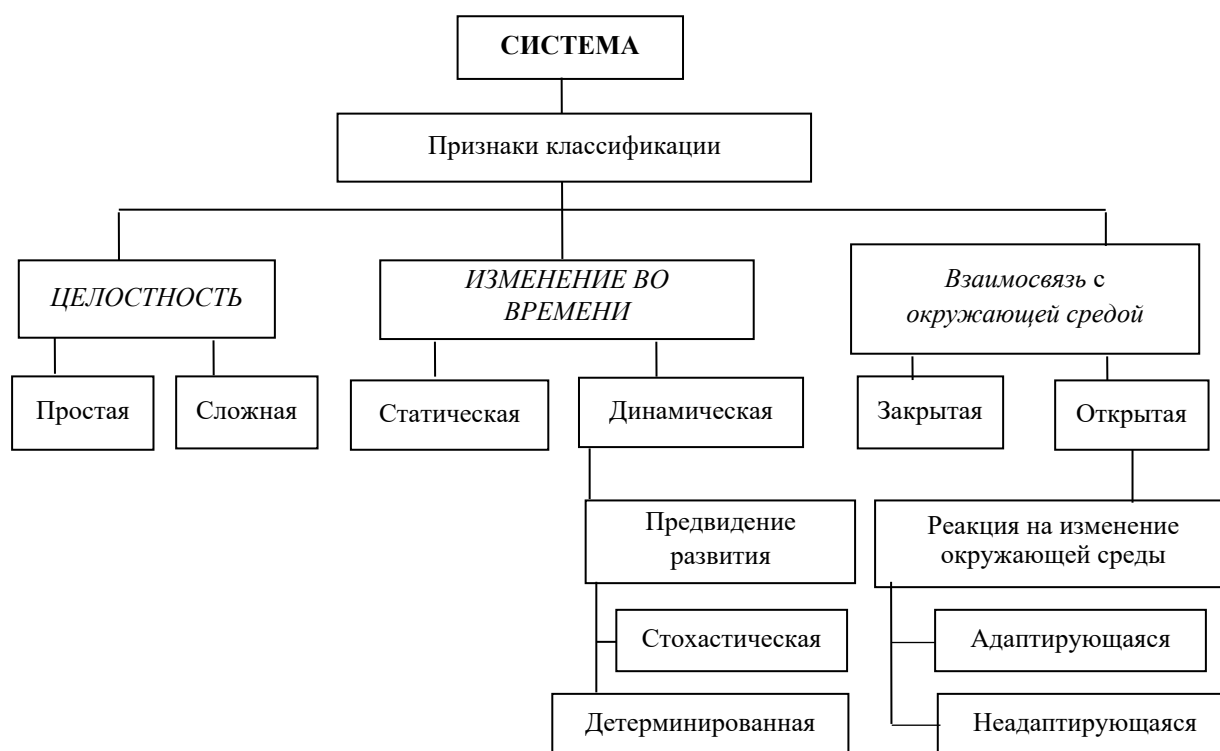 СИСТЕМА
Признаки классификации
ЦЕЛОСТНОСТЬ
ИЗМЕНЕНИЕ ВО
ВРЕМЕНИ
Взаимосвязь с
окружающей средой
Простая
Сложная
Статическая
Динамическая
Закрытая
Открытая
Предвидение
развития
Реакция на изменение
окружающей среды
Стохастическая
Адаптирующаяся
Детерминированная
Неадаптирующаяся